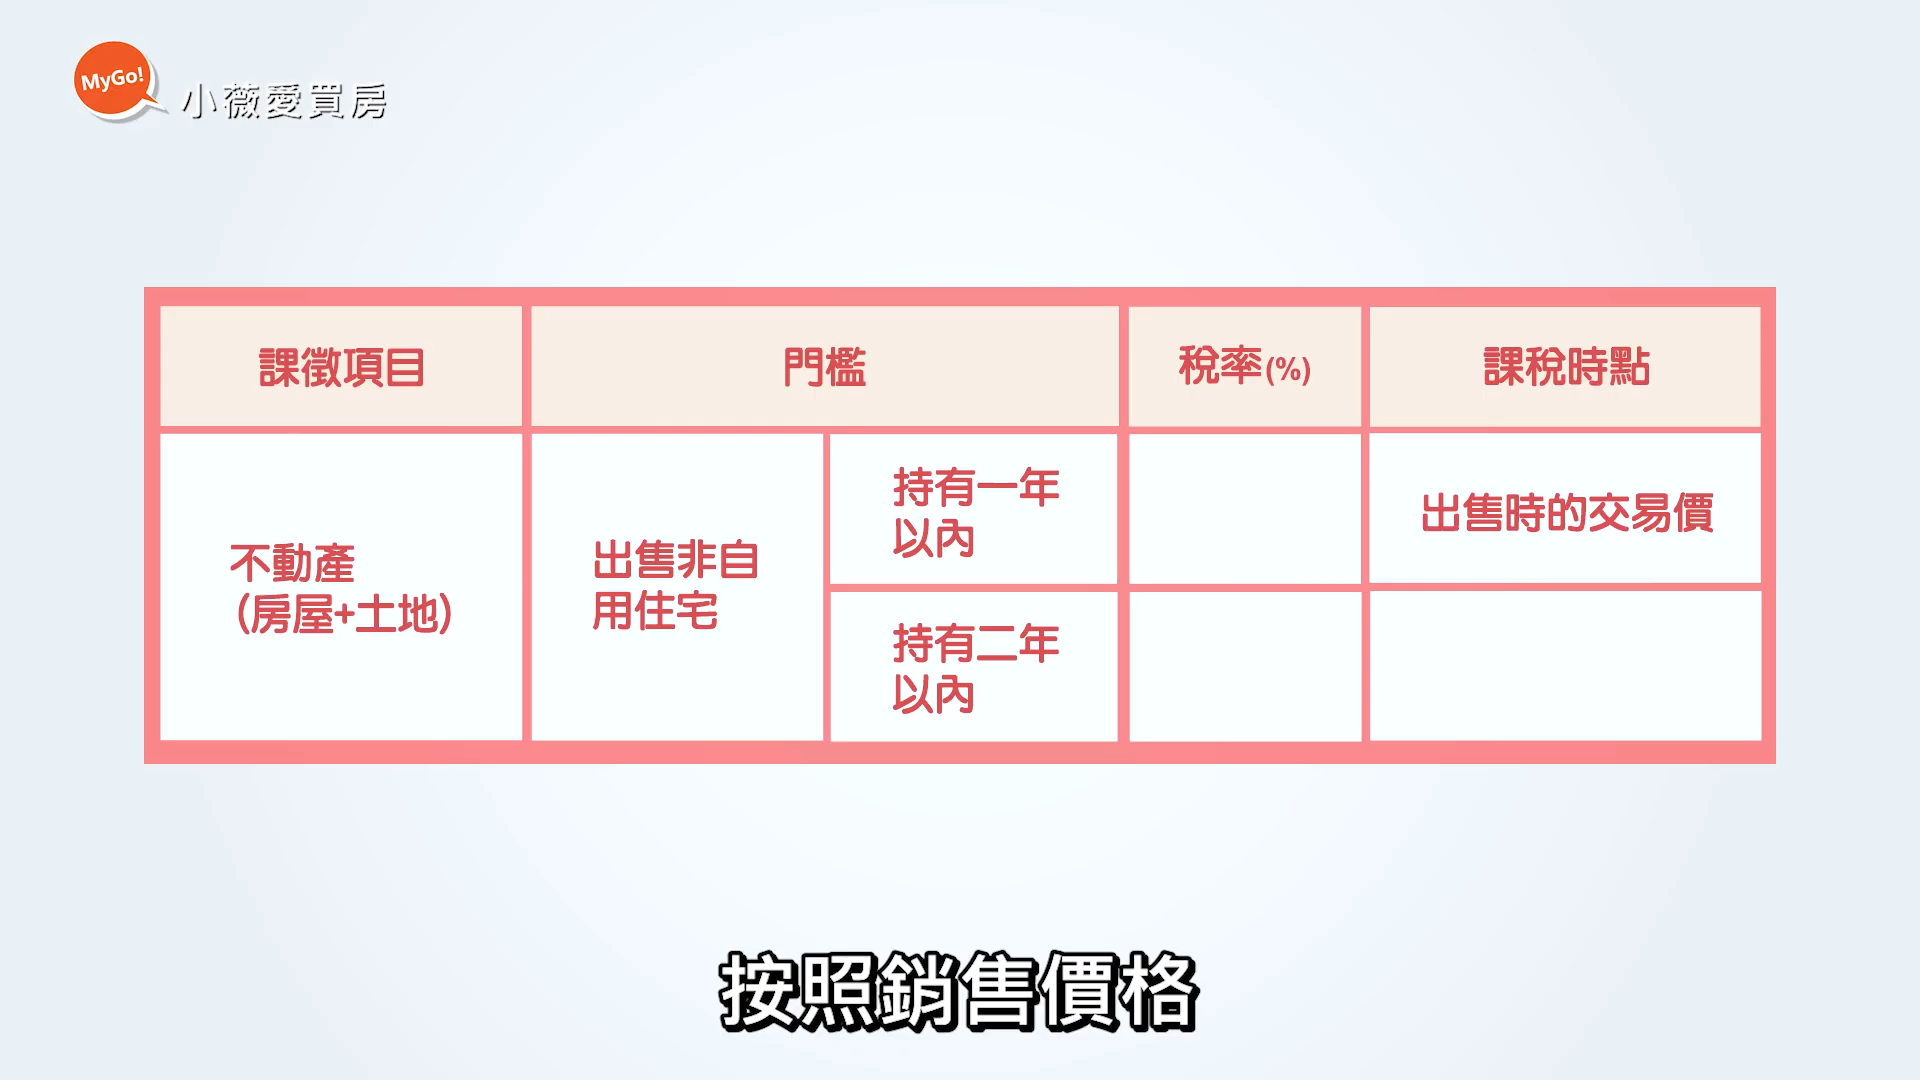 MyGo!
小薇愛買房
課徵項目
門檻
稅率(%)
課稅時點
不動產
(房屋+土地)
出售非自
用住宅
持有一年
以內
出售時的交易價
持有二年
以內
按照銷售價格